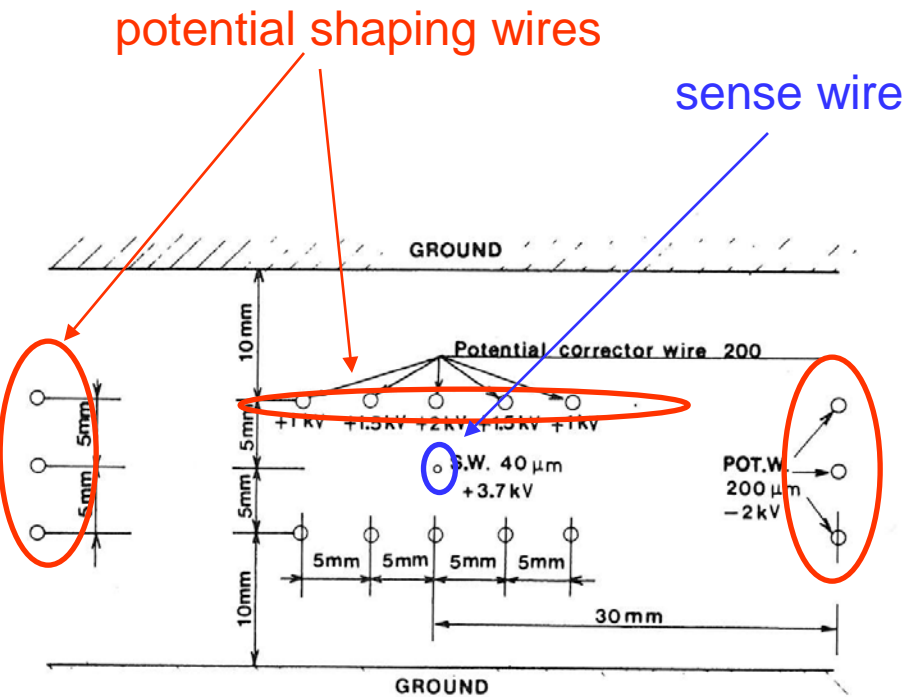 potential shaping wires
sense wire
GROUND
10mm
Potential corrector wire 200
5mm
5mm
+1kV +1.5kV +2kV +1.5kV +1kV
S.W. 40 μm
+3.7kV
POT.W.
200 μm
−2kV
5mm
5mm
5mm 5mm 5mm 5mm
10mm
30mm
GROUND